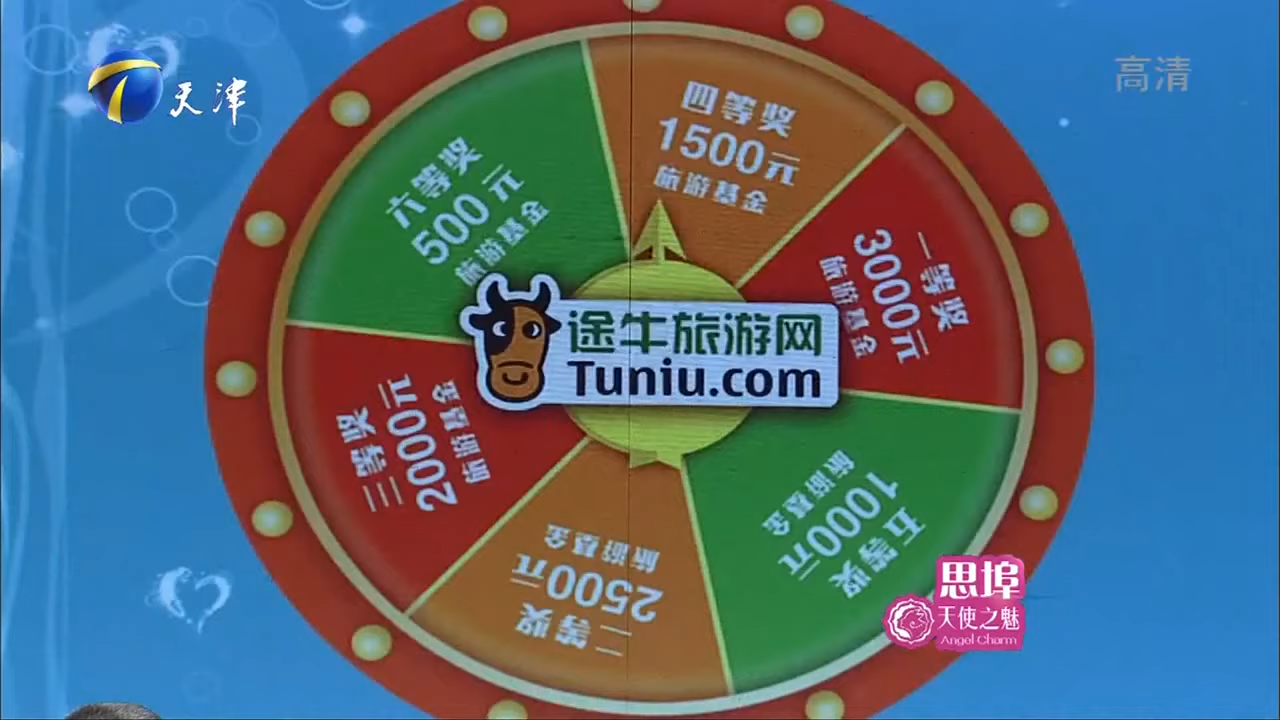 天津
高清
四等奖
1500元
旅游基金
六等奖
500元
旅游基金
一等奖
3000元
旅游基金
途牛旅游网
Tuniu.com
三等奖
2000元
旅游基金
五等奖
1000元
旅游基金
二等奖
2500元
旅游基金
思埠
天使之魅
Angel Charm